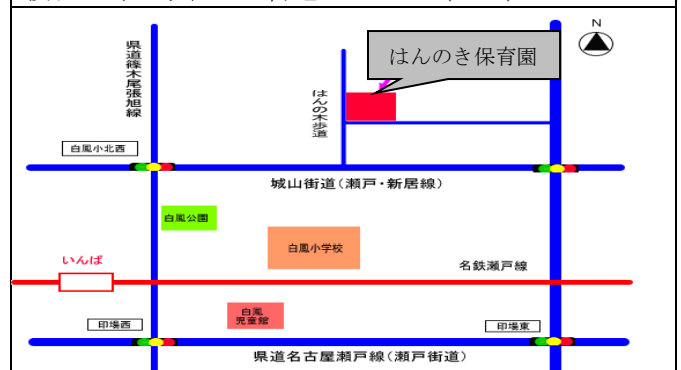 N
はんのき保育園
県道篠木尾張旭線
はんの木歩道
白鳳小北西
城山街道(瀬戸・新居線)
白鳳公園
白鳳小学校
いんば
名鉄瀬戸線
白鳳
児童館
印場西
印場東
県道名古屋瀬戸線(瀬戸街道)